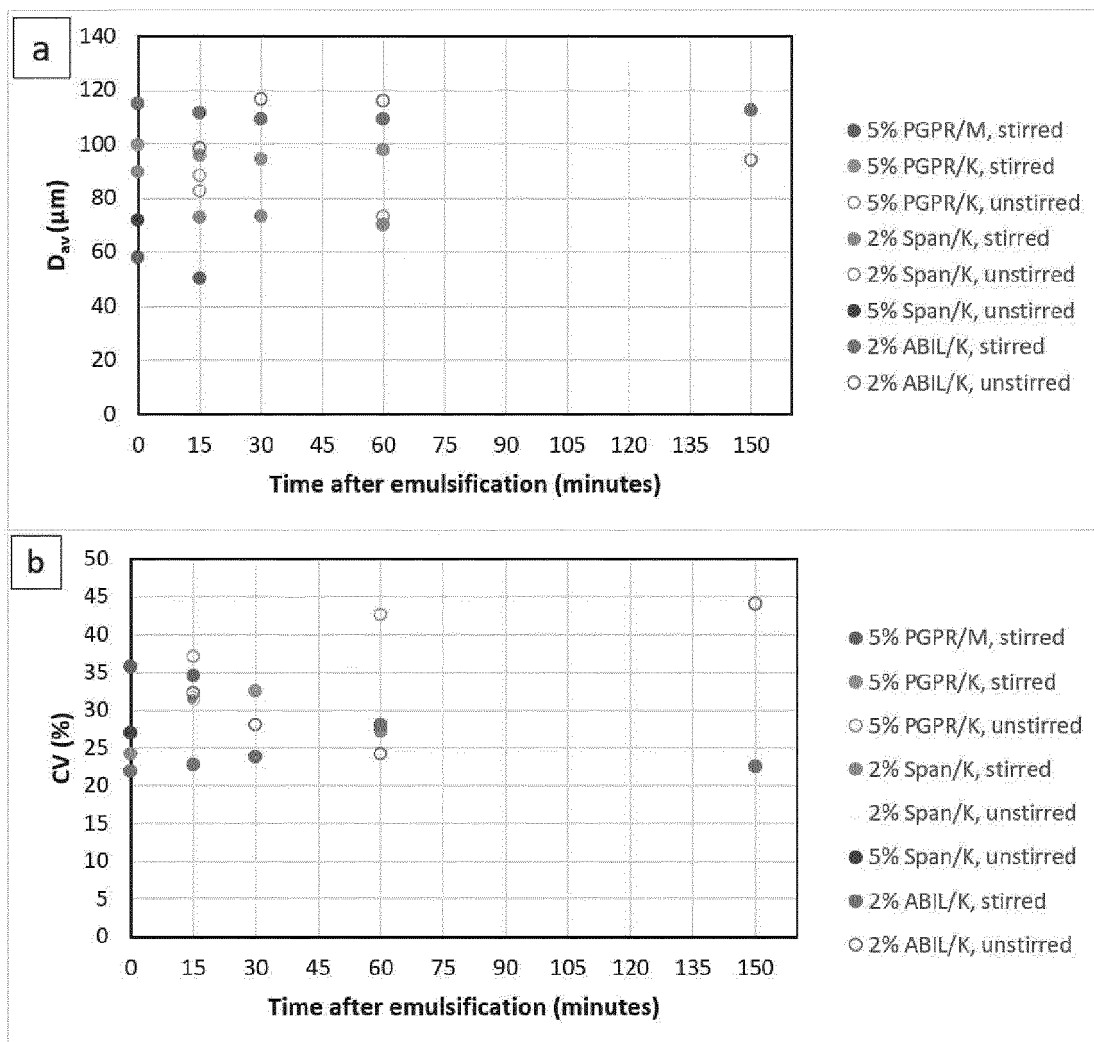 a
140
120
100
80
60
40
20
0
D_av (µm)
0 15 30 45 60 75 90 105 120 135 150
Time after emulsification (minutes)
5% PGPR/M, stirred
5% PGPR/K, stirred
5% PGPR/K, unstirred
2% Span/K, stirred
2% Span/K, unstirred
5% Span/K, unstirred
2% ABIL/K, stirred
2% ABIL/K, unstirred
b
50
45
40
35
30
25
20
15
10
5
0
CV (%)
0 15 30 45 60 75 90 105 120 135 150
Time after emulsification (minutes)
5% PGPR/M, stirred
5% PGPR/K, stirred
5% PGPR/K, unstirred
2% Span/K, stirred
2% Span/K, unstirred
5% Span/K, unstirred
2% ABIL/K, stirred
2% ABIL/K, unstirred